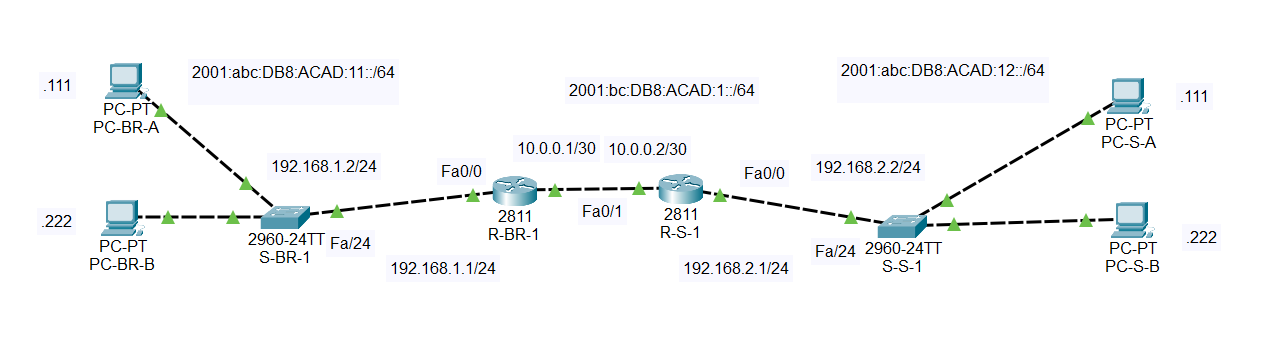 .111
PC-PT
PC-BR-A
2001:abc:DB8:ACAD:11::/64
2001:bc:DB8:ACAD:1::/64
2001:abc:DB8:ACAD:12::/64
.111
PC-PT
PC-S-A
192.168.1.2/24
Fa0/0
10.0.0.1/30
10.0.0.2/30
Fa0/0
192.168.2.2/24
.222
PC-PT
PC-BR-B
2960-24TT
S-BR-1
Fa/24
192.168.1.1/24
2811
R-BR-1
Fa0/1
2811
R-S-1
192.168.2.1/24
Fa/24
2960-24TT
S-S-1
PC-PT
PC-S-B
.222